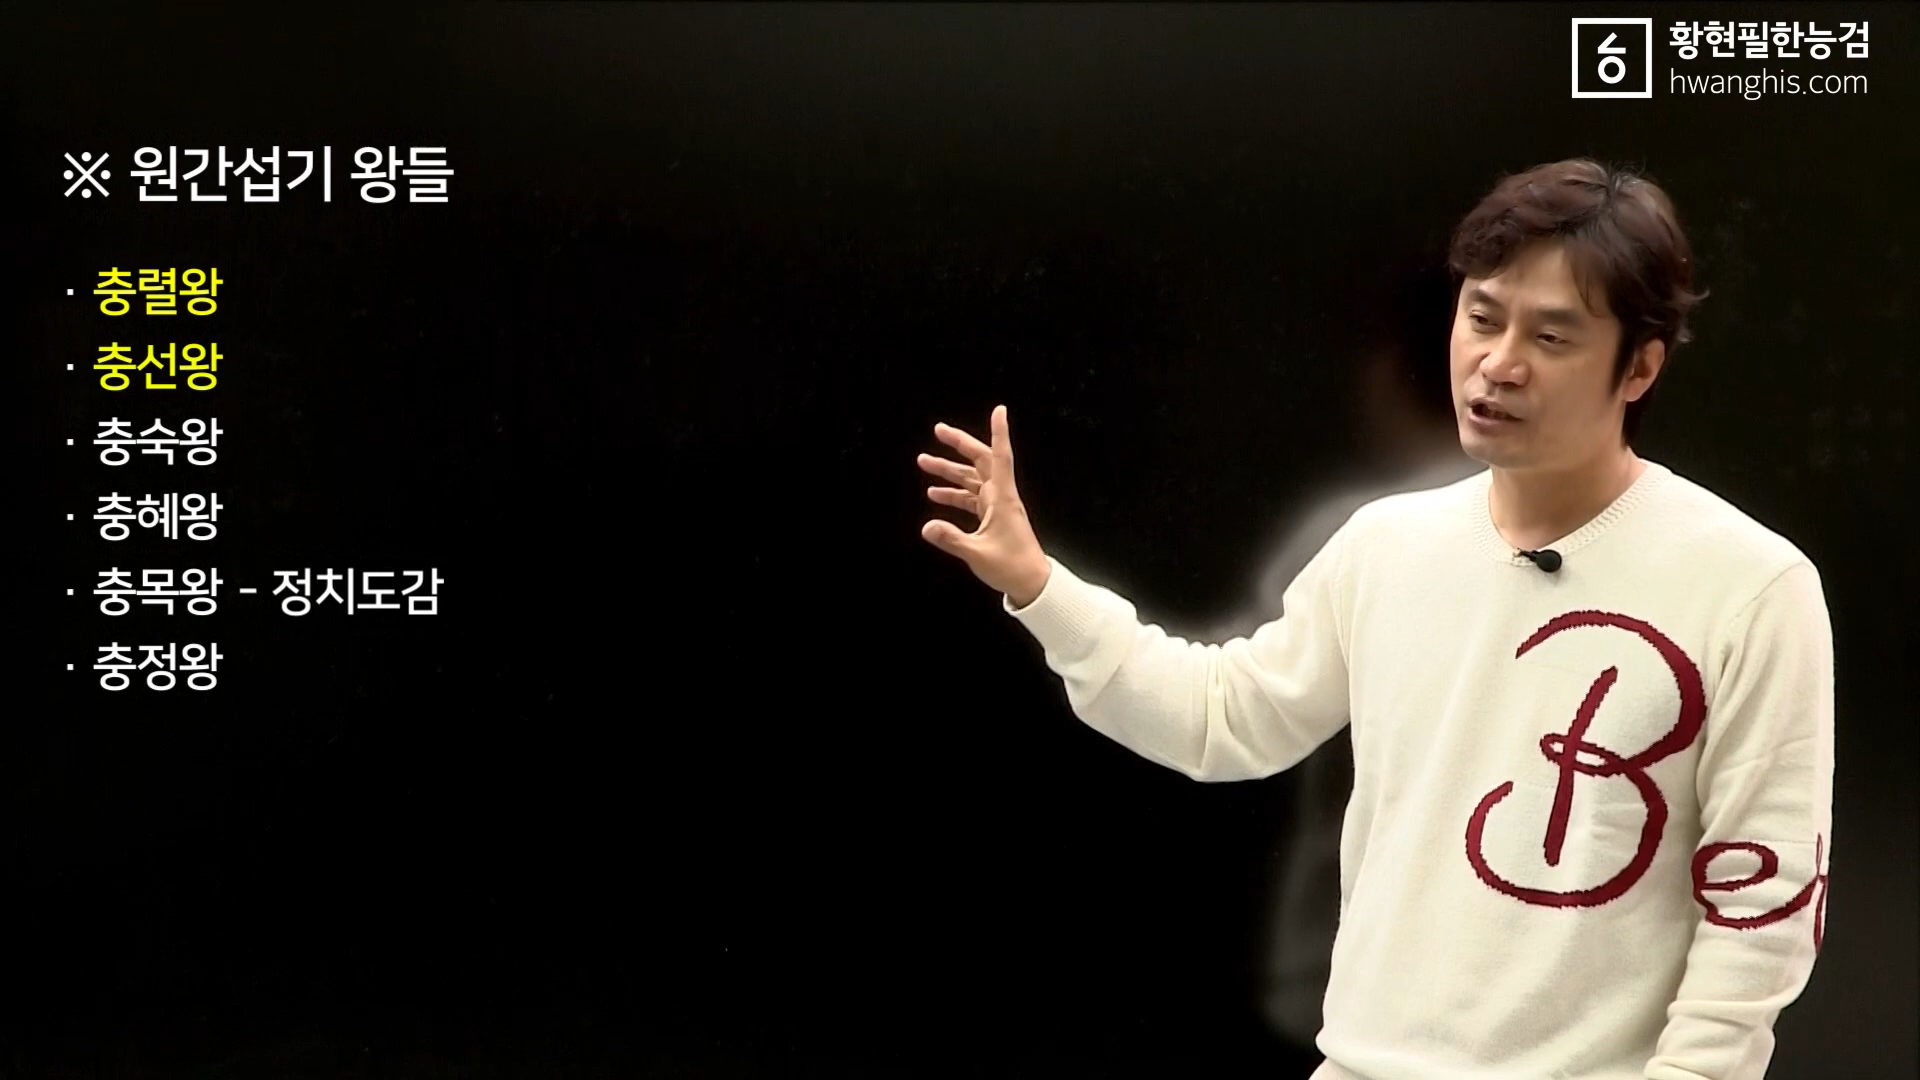 황현필한능검
hwanghis.com
※ 원간섭기 왕들
· 충렬왕
· 충선왕
· 충숙왕
· 충혜왕
· 충목왕 - 정치도감
· 충정왕
Be